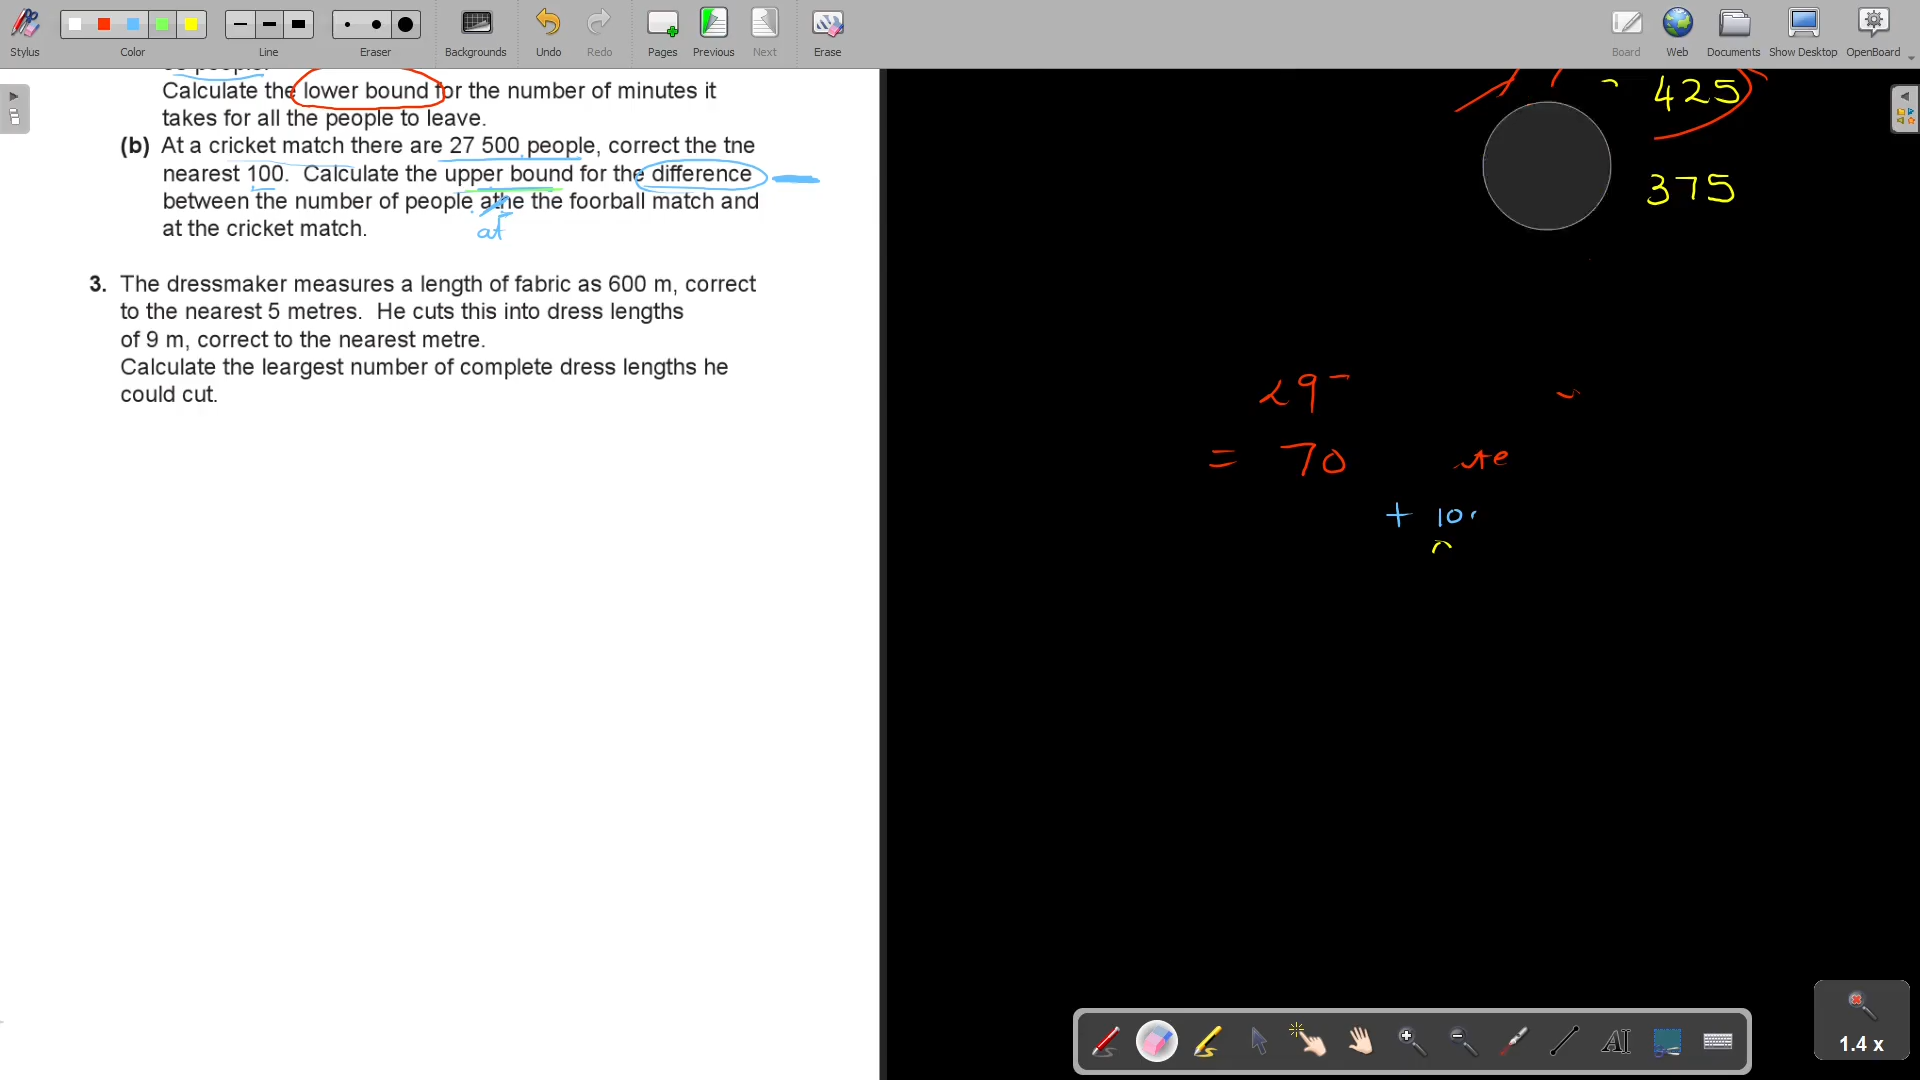 Stylus
Color
Line
Eraser
Backgrounds
Undo
Redo
Pages
Previous
Next
Erase
Board
Web
Documents
Show Desktop
OpenBoard
Calculate the lower bound for the number of minutes it
takes for all the people to leave.
(b) At a cricket match there are 27 500 people, correct the tne
nearest 100. Calculate the upper bound for the difference
between the number of people athe the foorball match and
at
at the cricket match.
3. The dressmaker measures a length of fabric as 600 m, correct
to the nearest 5 metres. He cuts this into dress lengths
of 9 m, correct to the nearest metre.
Calculate the leargest number of complete dress lengths he
could cut.
425
375
29
= 70
+ 10
1.4 x